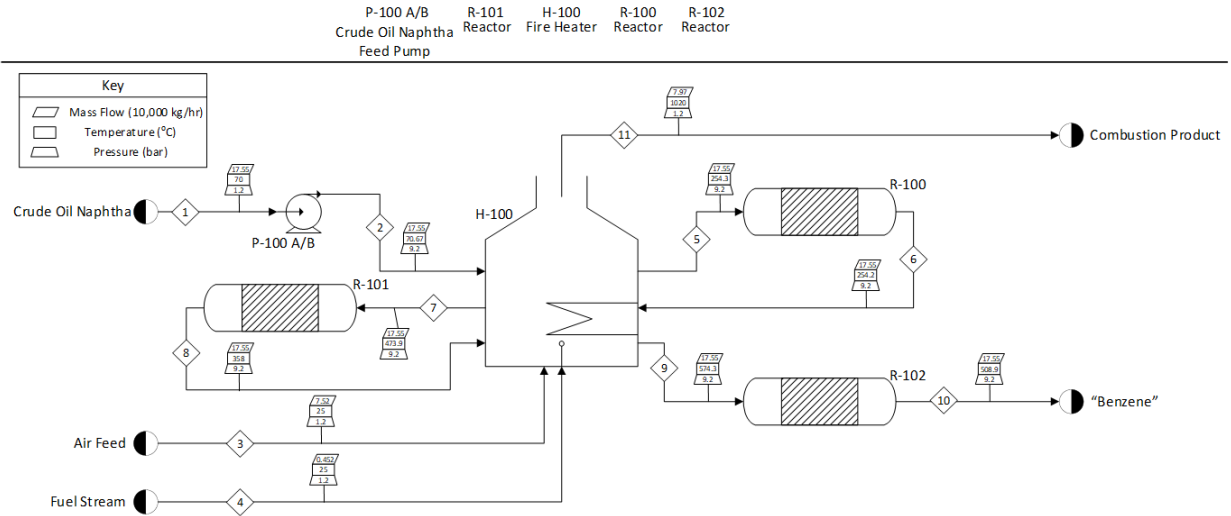 P-100 A/B
Crude Oil Naphtha
Feed Pump
R-101
Reactor
H-100
Fire Heater
R-100
Reactor
R-102
Reactor
Key
Mass Flow (10,000 kg/hr)
Temperature (⁰C)
Pressure (bar)
7.97
1020
1.2
11
Combustion Product
17.55
70
1.2
Crude Oil Naphtha
1
P-100 A/B
2
17.55
70.67
9.2
H-100
17.55
254.3
9.2
5
R-100
6
17.55
254.2
9.2
R-101
7
17.55
473.9
9.2
8
17.55
358
9.2
9
17.55
574.3
9.2
R-102
10
17.55
508.9
9.2
“Benzene”
Air Feed
3
7.52
25
1.2
Fuel Stream
4
0.452
25
1.2